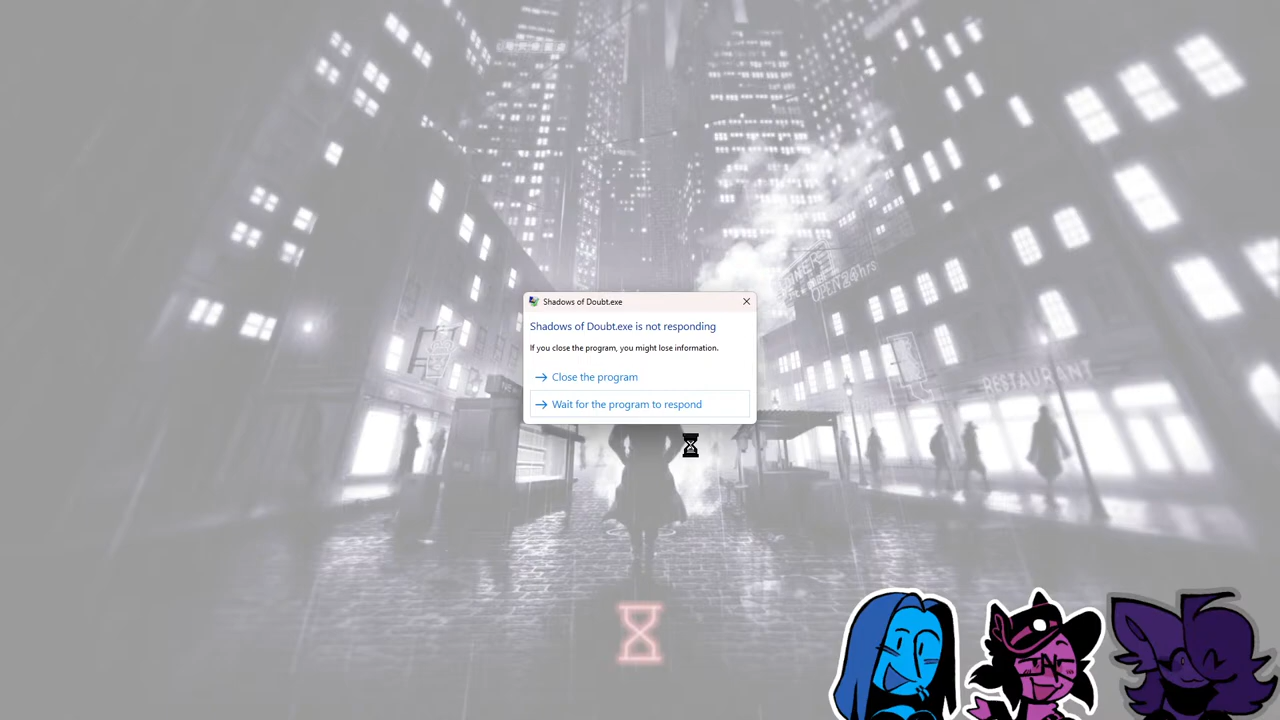 DINER
OPEN 24hrs
Shadows of Doubt.exe
Shadows of Doubt.exe is not responding
If you close the program, you might lose information.
Close the program
Wait for the program to respond
RESTAURANT